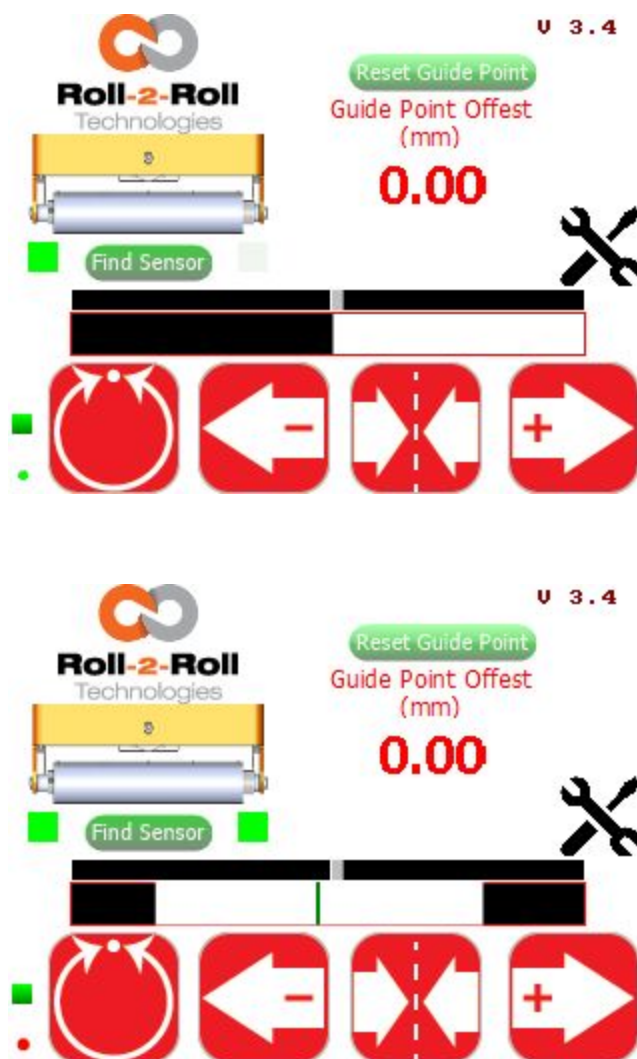 V 3.4
Roll-2-Roll
Technologies
Reset Guide Point
Guide Point Offest
(mm)
0.00
Find Sensor
-
+
V 3.4
Roll-2-Roll
Technologies
Reset Guide Point
Guide Point Offest
(mm)
0.00
Find Sensor
-
+